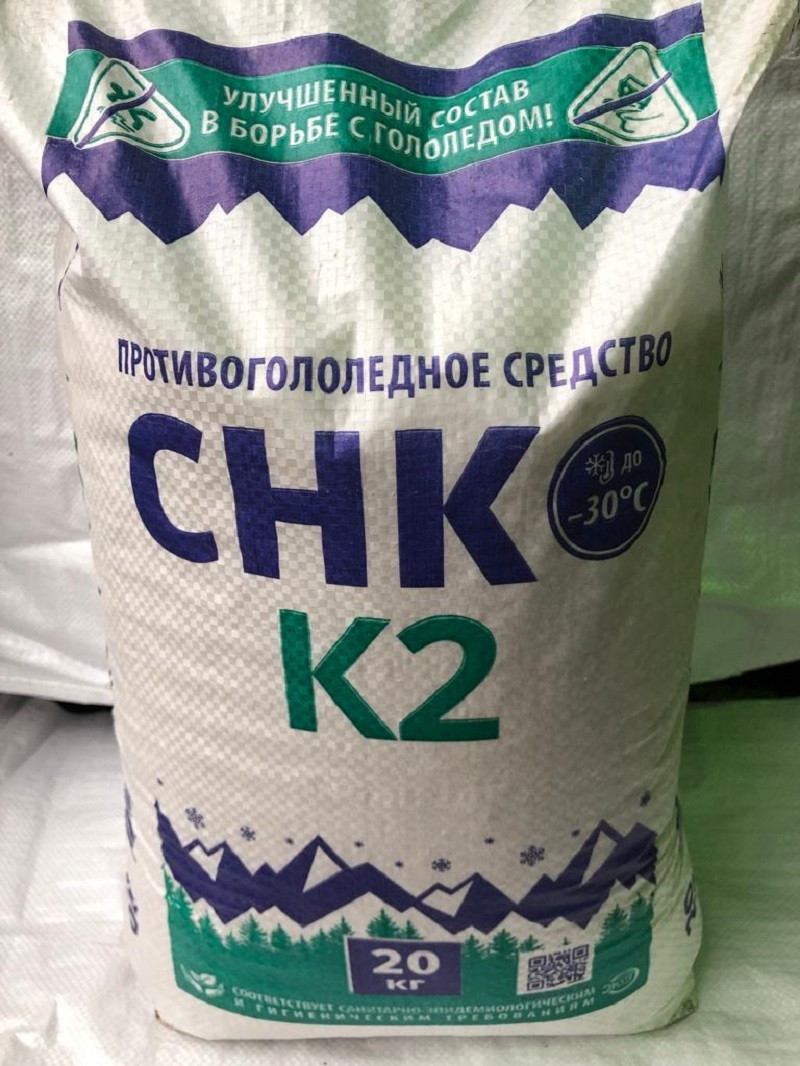 УЛУЧШЕННЫЙ СОСТАВ
В БОРЬБЕ С ГОЛОЛЕДОМ!
ПРОТИВОГОЛОЛЕДНОЕ СРЕДСТВО
СНК
ДО
-30°С
К2
20
КГ
СООТВЕТСТВУЕТ САНИТАРНО-ЭПИДЕМИОЛОГИЧЕСКИМ
И ГИГИЕНИЧЕСКИМ ТРЕБОВАНИЯМ